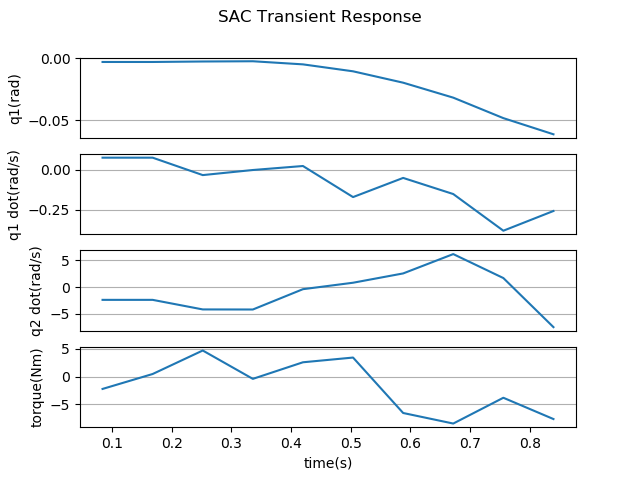 SAC Transient Response
q1(rad)
0.00
−0.05
q1 dot(rad/s)
0.00
−0.25
q2 dot(rad/s)
5
0
−5
torque(Nm)
5
0
−5
0.1 0.2 0.3 0.4 0.5 0.6 0.7 0.8
time(s)